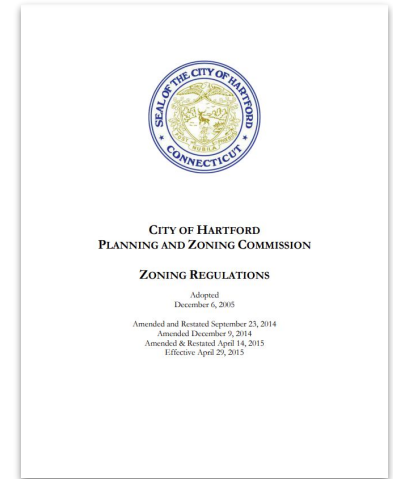 SEAL OF THE CITY OF HARTFORD
CONNECTICUT
CITY OF HARTFORD
PLANNING AND ZONING COMMISSION
ZONING REGULATIONS
Adopted
December 6, 2005
Amended and Restated September 23, 2014
Amended December 9, 2014
Amended & Restated April 14, 2015
Effective April 29, 2015